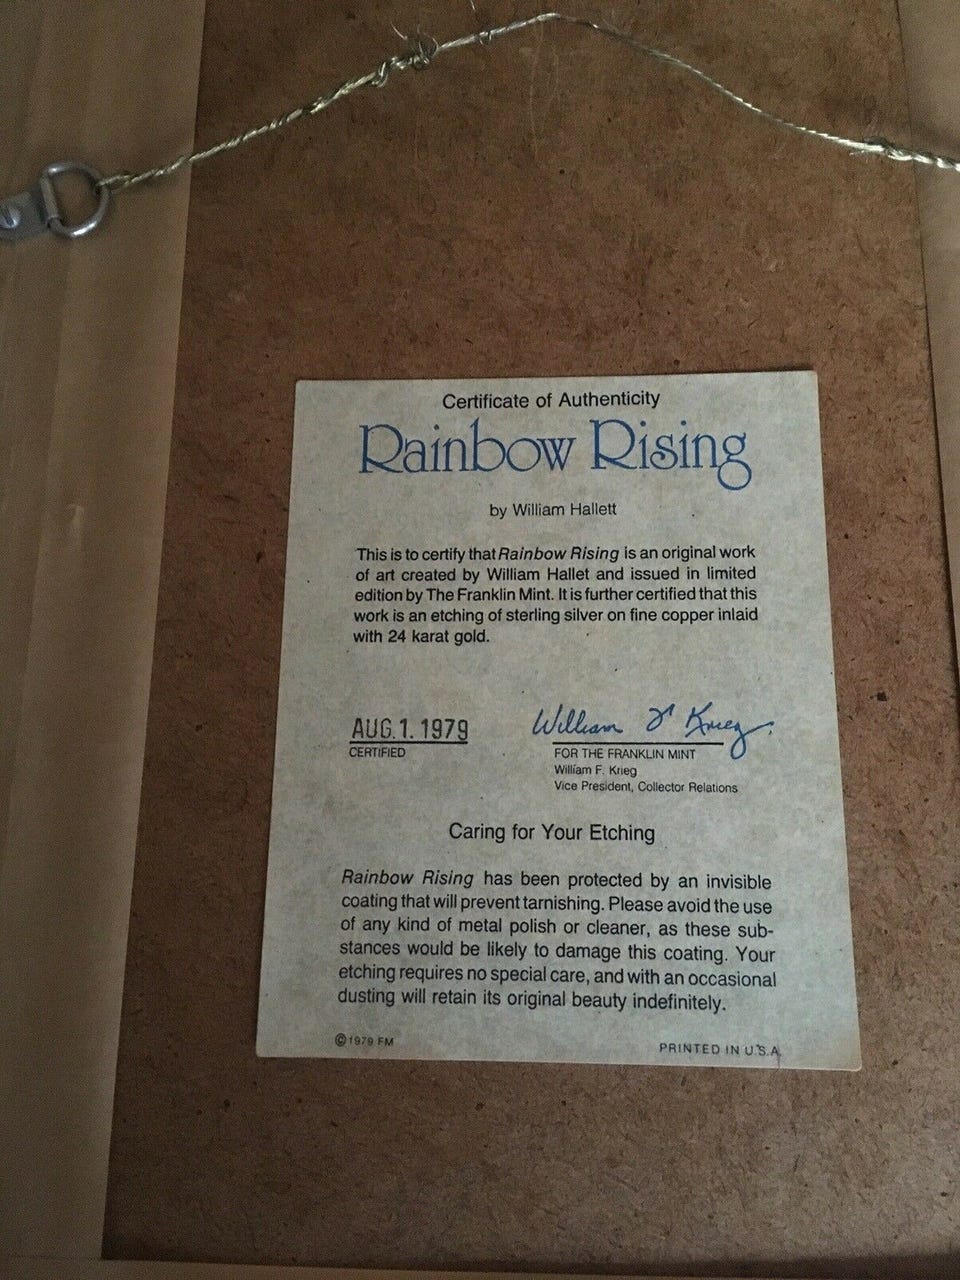 Certificate of Authenticity
Rainbow Rising
by William Hallett
This is to certify that Rainbow Rising is an original work
of art created by William Hallet and issued in limited
edition by The Franklin Mint. It is further certified that this
work is an etching of sterling silver on fine copper inlaid
with 24 karat gold.
AUG. 1. 1979
William F. Krieg
CERTIFIED
FOR THE FRANKLIN MINT
William F. Krieg
Vice President, Collector Relations
Caring for Your Etching
Rainbow Rising has been protected by an invisible
coating that will prevent tarnishing. Please avoid the use
of any kind of metal polish or cleaner, as these sub-
stances would be likely to damage this coating. Your
etching requires no special care, and with an occasional
dusting will retain its original beauty indefinitely.
©1979 FM
PRINTED IN U.S.A.